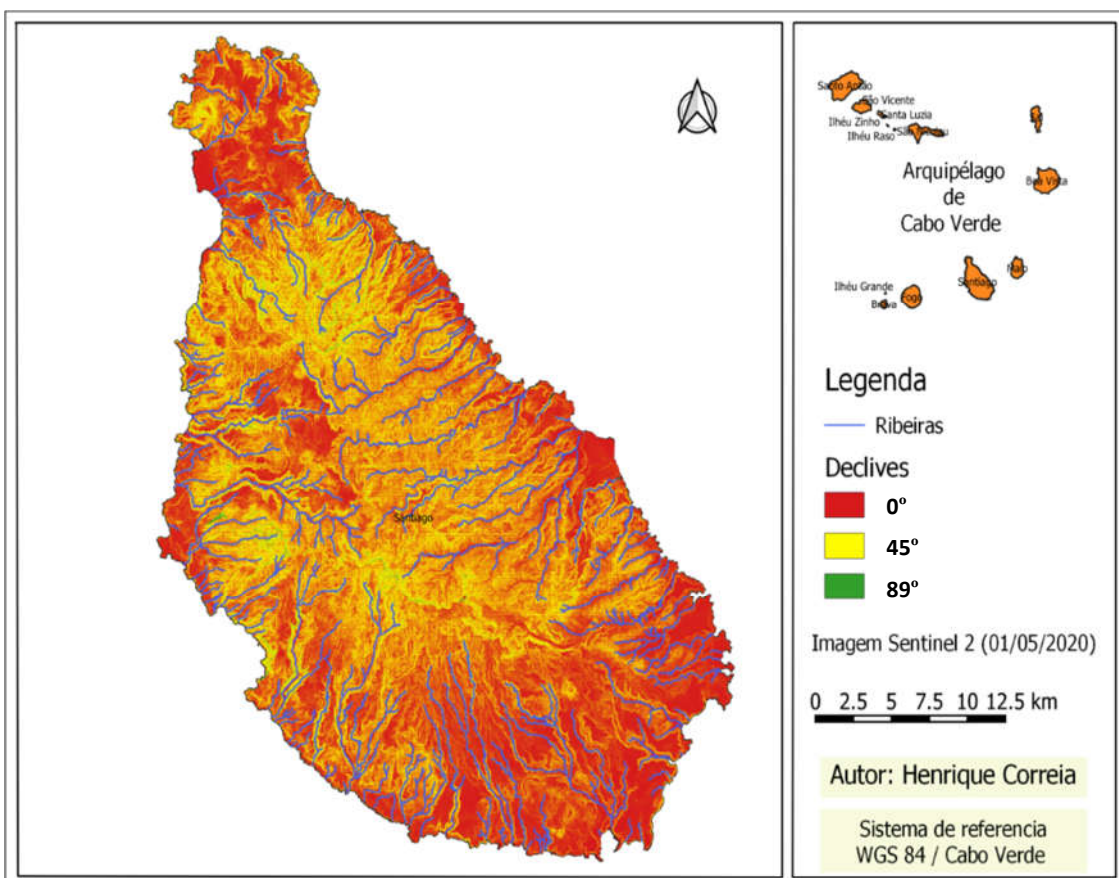 Santiago
Santo Antão
São Vicente
Santa Luzia
Ilhéu Zinho
Ilhéu Raso
São
Arquipélago
de
Cabo Verde
Boa Vista
Maio
Santiago
Ilhéu Grande
Brava
Fogo
Legenda
Ribeiras
Declives
0º
45º
89º
Imagem Sentinel 2 (01/05/2020)
0 2.5 5 7.5 10 12.5 km
Autor: Henrique Correia
Sistema de referencia
WGS 84 / Cabo Verde